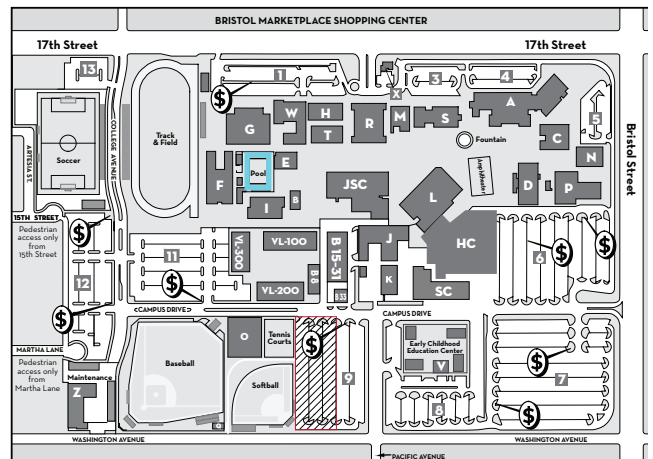 BRISTOL MARKETPLACE SHOPPING CENTER
17th Street
17th Street
13
1
3
4
$
X
A
5
W
H
R
M
S
G
T
C
Fountain
Bristol Street
ARTESIA ST.
Soccer
COLLEGE AVENUE
Track
& Field
E
N
Pool
Amphitheater
F
JSC
D
P
L
B
I
15TH STREET
Pedestrian
access only
from
15th Street
$
$
$
11
VL-300
VL-100
B 15-31
J
HC
6
12
B 8
K
VL-200
B 33
SC
$
$
CAMPUS DRIVE
CAMPUS DRIVE
MARTHA LANE
Pedestrian
access only
from
Martha Lane
O
Tennis
Courts
$
Early Childhood
Education Center
V
$
Baseball
9
7
Maintenance
Z
Softball
8
$
WASHINGTON AVENUE
WASHINGTON AVENUE
PACIFIC AVENUE